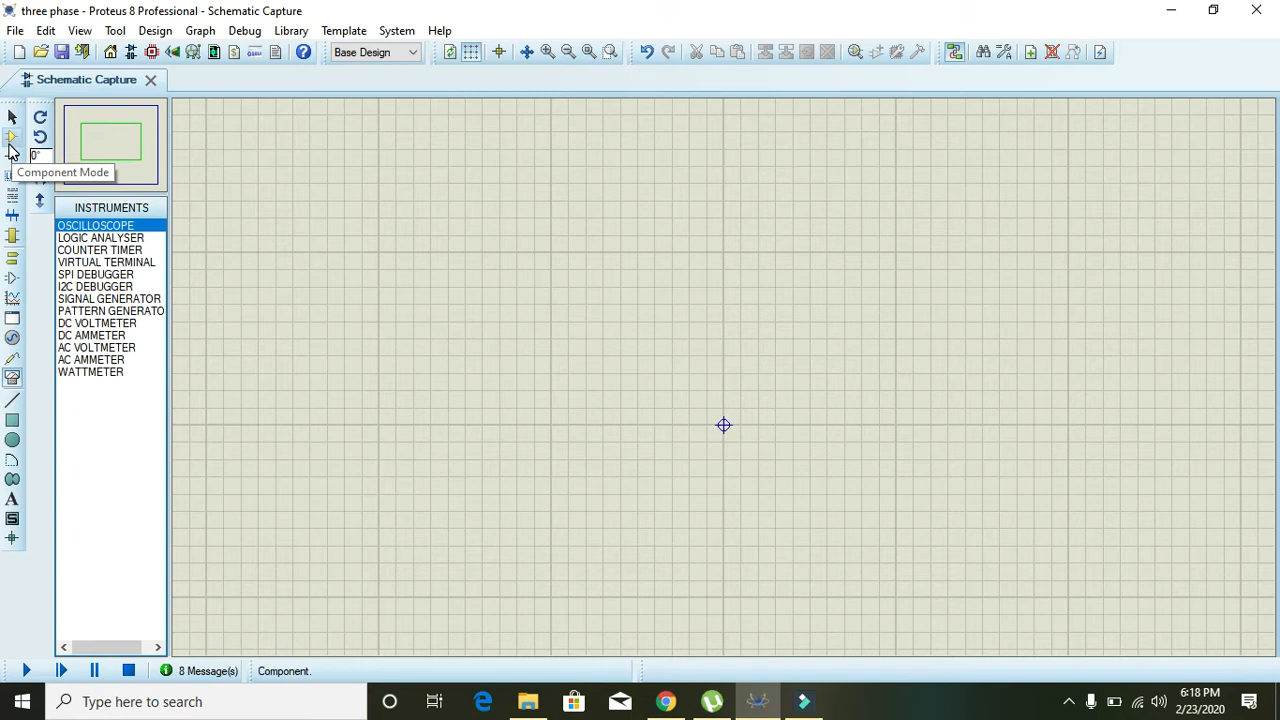 three phase - Proteus 8 Professional - Schematic Capture
File Edit View Tool Design Graph Debug Library Template System Help
Base Design
Schematic Capture
0°
Component Mode
INSTRUMENTS
OSCILLOSCOPE
LOGIC ANALYSER
COUNTER TIMER
VIRTUAL TERMINAL
SPI DEBUGGER
I2C DEBUGGER
SIGNAL GENERATOR
PATTERN GENERATO
DC VOLTMETER
DC AMMETER
AC VOLTMETER
AC AMMETER
WATTMETER
A
S
8 Message(s)
Component.
Type here to search
6:18 PM
2/23/2020